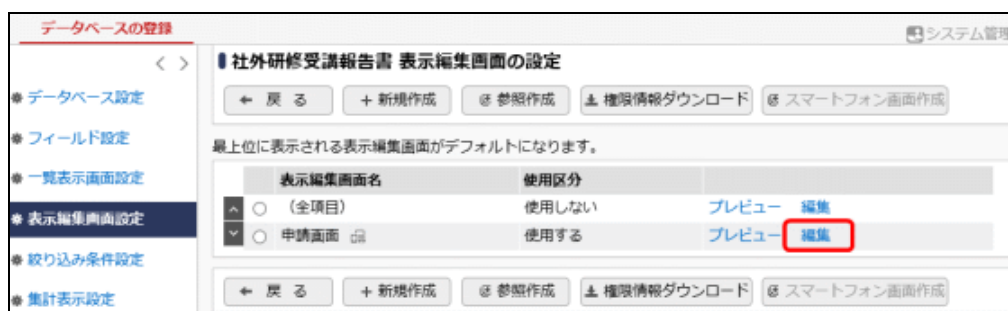 データベースの登録
システム管理
< >
社外研修受講報告書 表示編集画面の設定
データベース設定
← 戻 る + 新規作成 参照作成 権限情報ダウンロード スマートフォン画面作成
フィールド設定
最上位に表示される表示編集画面がデフォルトになります。
一覧表示画面設定
表示編集画面名 使用区分
(全項目) 使用しない プレビュー 編集
表示編集画面設定
申請画面 使用する プレビュー 編集
絞り込み条件設定
集計表示設定
← 戻 る + 新規作成 参照作成 権限情報ダウンロード スマートフォン画面作成